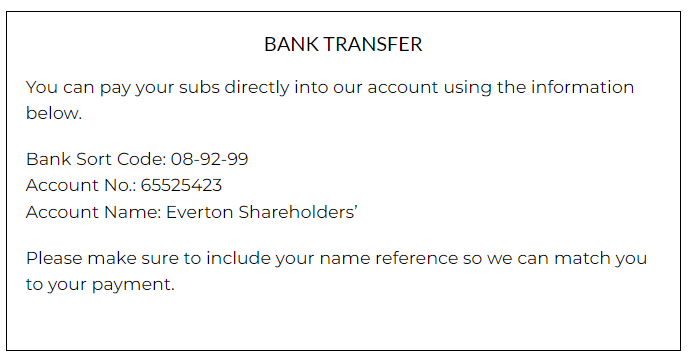 BANK TRANSFER
You can pay your subs directly into our account using the information
below.
Bank Sort Code: 08-92-99
Account No.: 65525423
Account Name: Everton Shareholders’
Please make sure to include your name reference so we can match you
to your payment.